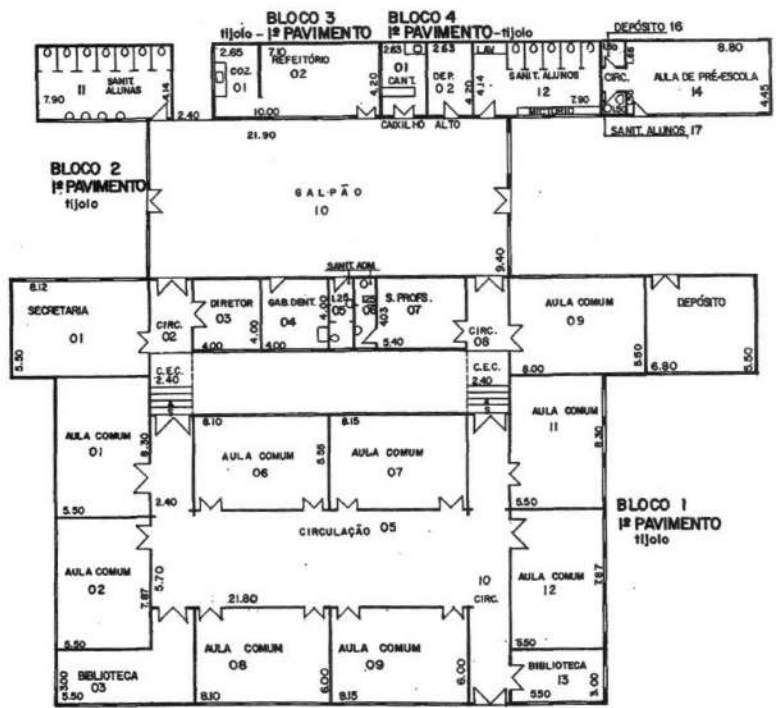 BLOCO 3
tijolo - 1º PAVIMENTO
BLOCO 4
1º PAVIMENTO - tijolo
DEPÓSITO 16
2.65
7.10
REFEITÓRIO
02
COZ.
01
4.20
10.00
2.63
01
CANT.
2.63
DEP.
02
4.20
LAV.
4.14
SANIT. ALUNOS
12
7.90
MICTÓRIO
CIRC.
8.80
AULA DE PRÉ-ESCOLA
14
4.45
SANIT. ALUNOS 17
11
SANIT.
ALUNAS
7.90
4.14
2.40
CAIXILHO ALTO
21.90
BLOCO 2
1º PAVIMENTO
tijolo
GALPÃO
10
9.40
SANIT. ADM.
8.12
SECRETARIA
01
5.50
CIRC.
02
DIRETOR
03
4.00
4.00
GAB. DENT.
04
4.00
4.00
1.25
05
S. PROFS.
07
4.03
5.40
CIRC.
08
AULA COMUM
09
8.00
5.50
DEPÓSITO
6.80
5.50
C.E.C.
2.40
C.E.C.
2.40
AULA COMUM
01
8.30
5.50
8.10
AULA COMUM
06
5.55
8.15
AULA COMUM
07
AULA COMUM
11
8.30
5.50
2.40
CIRCULAÇÃO 05
BLOCO 1
1º PAVIMENTO
tijolo
AULA COMUM
02
7.87
5.50
5.70
21.80
10
CIRC.
AULA COMUM
12
7.87
5.50
BIBLIOTECA
03
3.00
5.50
AULA COMUM
08
8.10
6.00
AULA COMUM
09
8.15
6.00
BIBLIOTECA
13
5.50
3.00